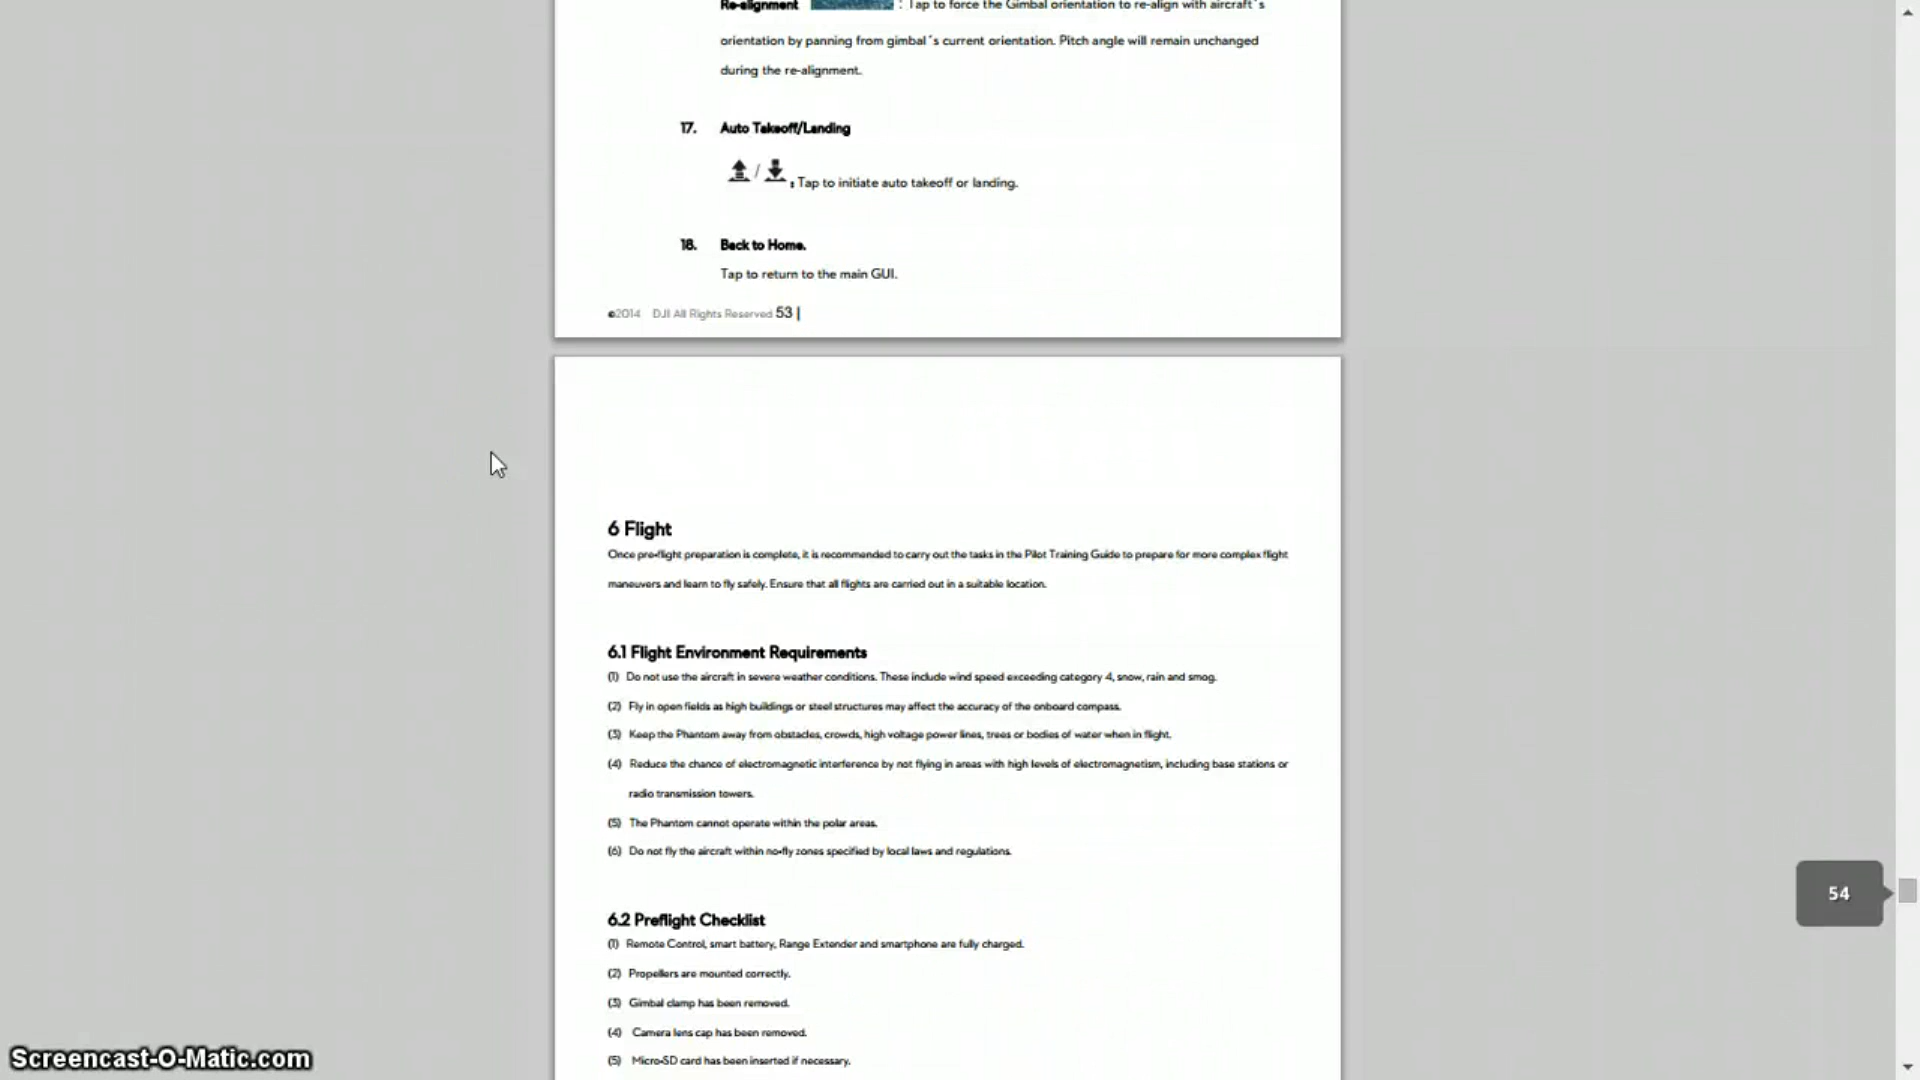 Re-alignment : Tap to force the Gimbal orientation to re-align with aircraft's
orientation by panning from gimbal's current orientation. Pitch angle will remain unchanged
during the re-alignment.
17. Auto Takeoff/Landing
/ : Tap to initiate auto takeoff or landing.
18. Back to Home.
Tap to return to the main GUI.
©2014 DJI All Rights Reserved 53 |
6 Flight
Once pre-flight preparation is complete, it is recommended to carry out the tasks in the Pilot Training Guide to prepare for more complex flight
maneuvers and learn to fly safely. Ensure that all flights are carried out in a suitable location.
6.1 Flight Environment Requirements
(1) Do not use the aircraft in severe weather conditions. These include wind speed exceeding category 4, snow, rain and smog.
(2) Fly in open fields as high buildings or steel structures may affect the accuracy of the onboard compass.
(3) Keep the Phantom away from obstacles, crowds, high voltage power lines, trees or bodies of water when in flight.
(4) Reduce the chance of electromagnetic interference by not flying in areas with high levels of electromagnetism, including base stations or
radio transmission towers.
(5) The Phantom cannot operate within the polar areas.
(6) Do not fly the aircraft within no-fly zones specified by local laws and regulations.
54
6.2 Preflight Checklist
(1) Remote Control, smart battery, Range Extender and smartphone are fully charged.
(2) Propellers are mounted correctly.
(3) Gimbal clamp has been removed.
(4) Camera lens cap has been removed.
(5) Micro-SD card has been inserted if necessary.
Screencast-O-Matic.com